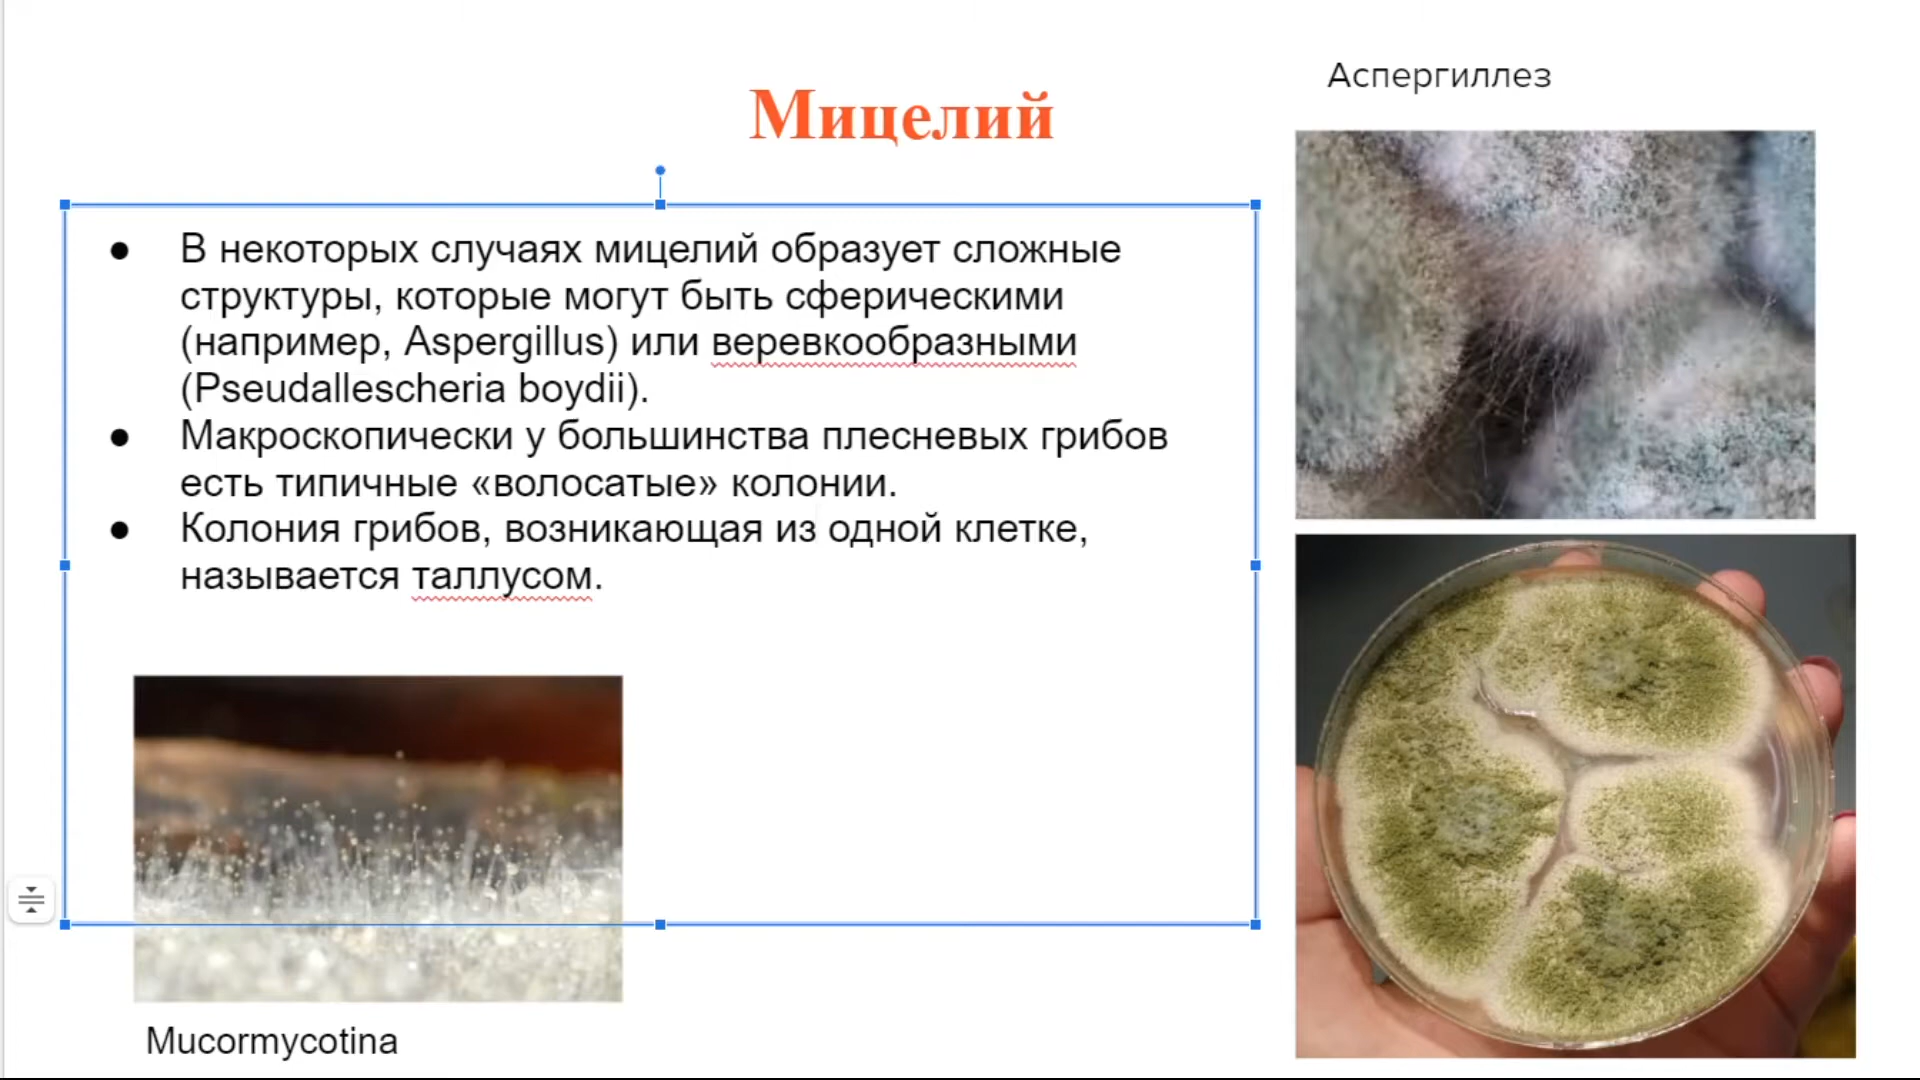 Мицелий
Аспергиллез
● В некоторых случаях мицелий образует сложные
структуры, которые могут быть сферическими
(например, Aspergillus) или веревкообразными
(Pseudallescheria boydii).
● Макроскопически у большинства плесневых грибов
есть типичные «волосатые» колонии.
● Колония грибов, возникающая из одной клетке,
называется таллусом.
Mucormycotina